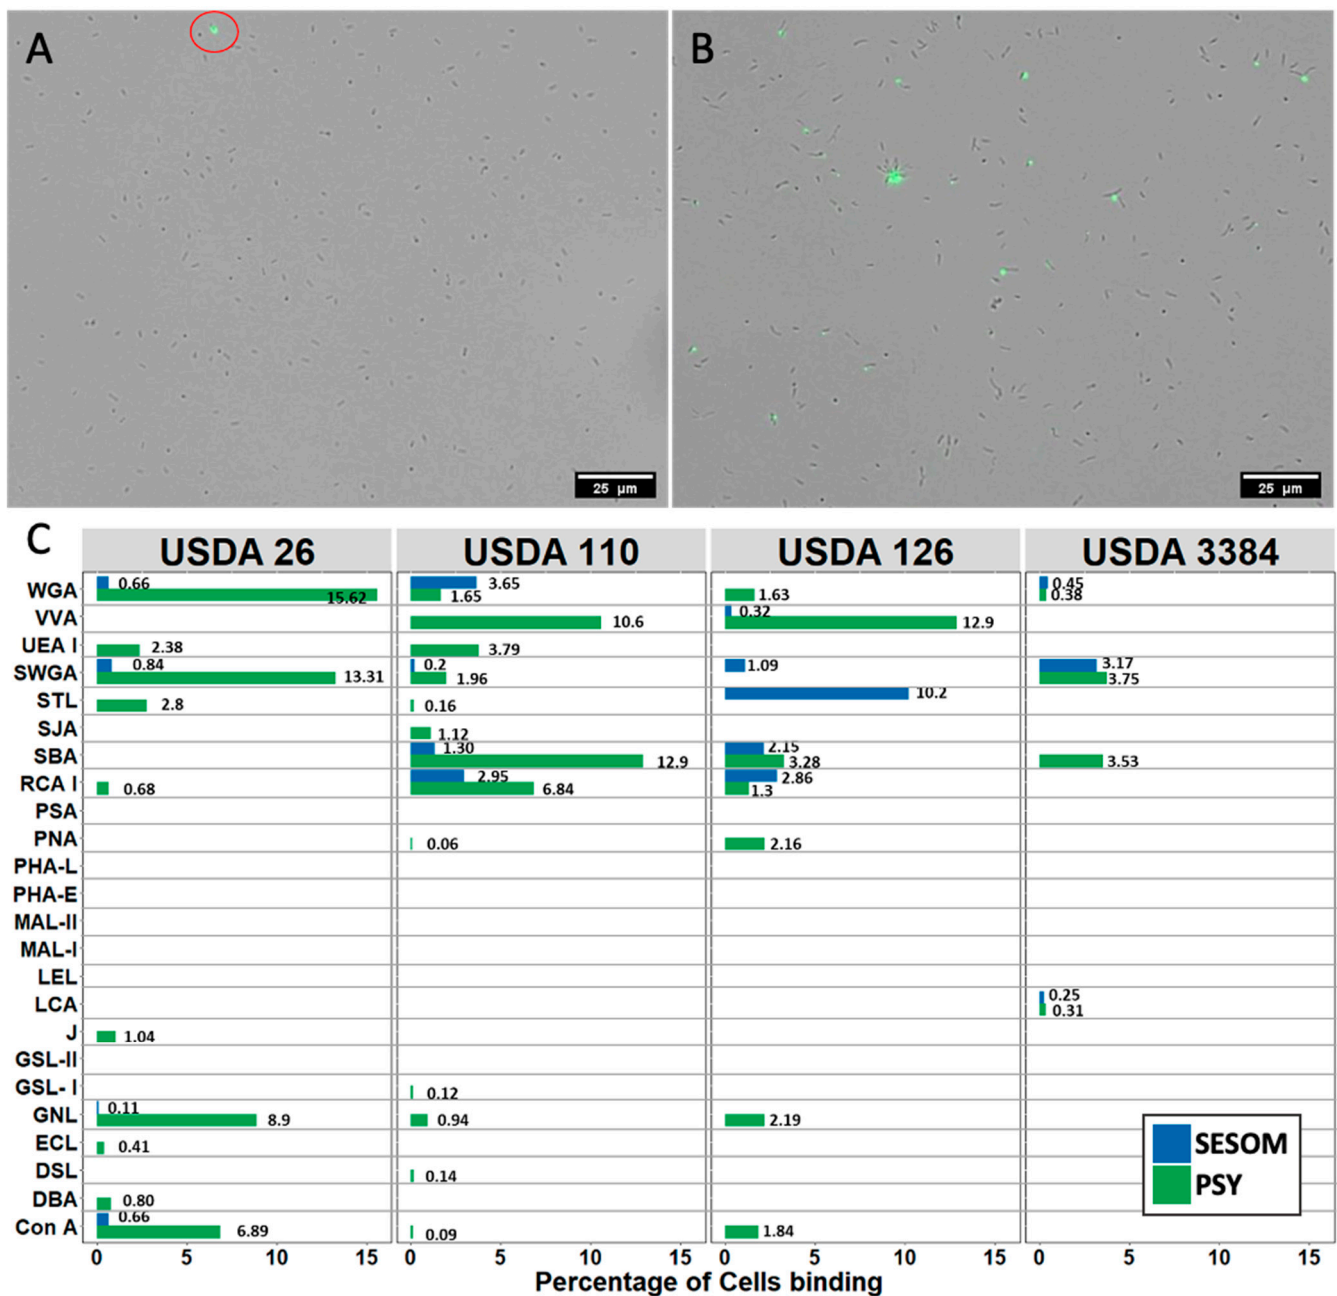 A
B
25 µm
25 µm
C
USDA 26
USDA 110
USDA 126
USDA 3384
WGA 0.66 15.62 3.65 1.65 1.63 0.45 0.38
VVA 10.6 0.32 12.9
UEA I 2.38 3.79
SWGA 0.84 13.31 0.2 1.96 1.09 3.17 3.75
STL 2.8 0.16 10.2
SJA 1.12
SBA 1.30 12.9 2.15 3.28 3.53
RCA I 0.68 2.95 6.84 2.86 1.3
PSA
PNA 0.06 2.16
PHA-L
PHA-E
MAL-II
MAL-I
LEL
LCA 0.25 0.31
J 1.04
GSL-II
GSL- I 0.12
GNL 0.11 8.9 0.94 2.19
ECL 0.41
DSL 0.14
DBA 0.80
Con A 0.66 6.89 0.09 1.84
SESOM
PSY
0 5 10 15 0 5 10 15 0 5 10 15 0 5 10 15
Percentage of Cells binding